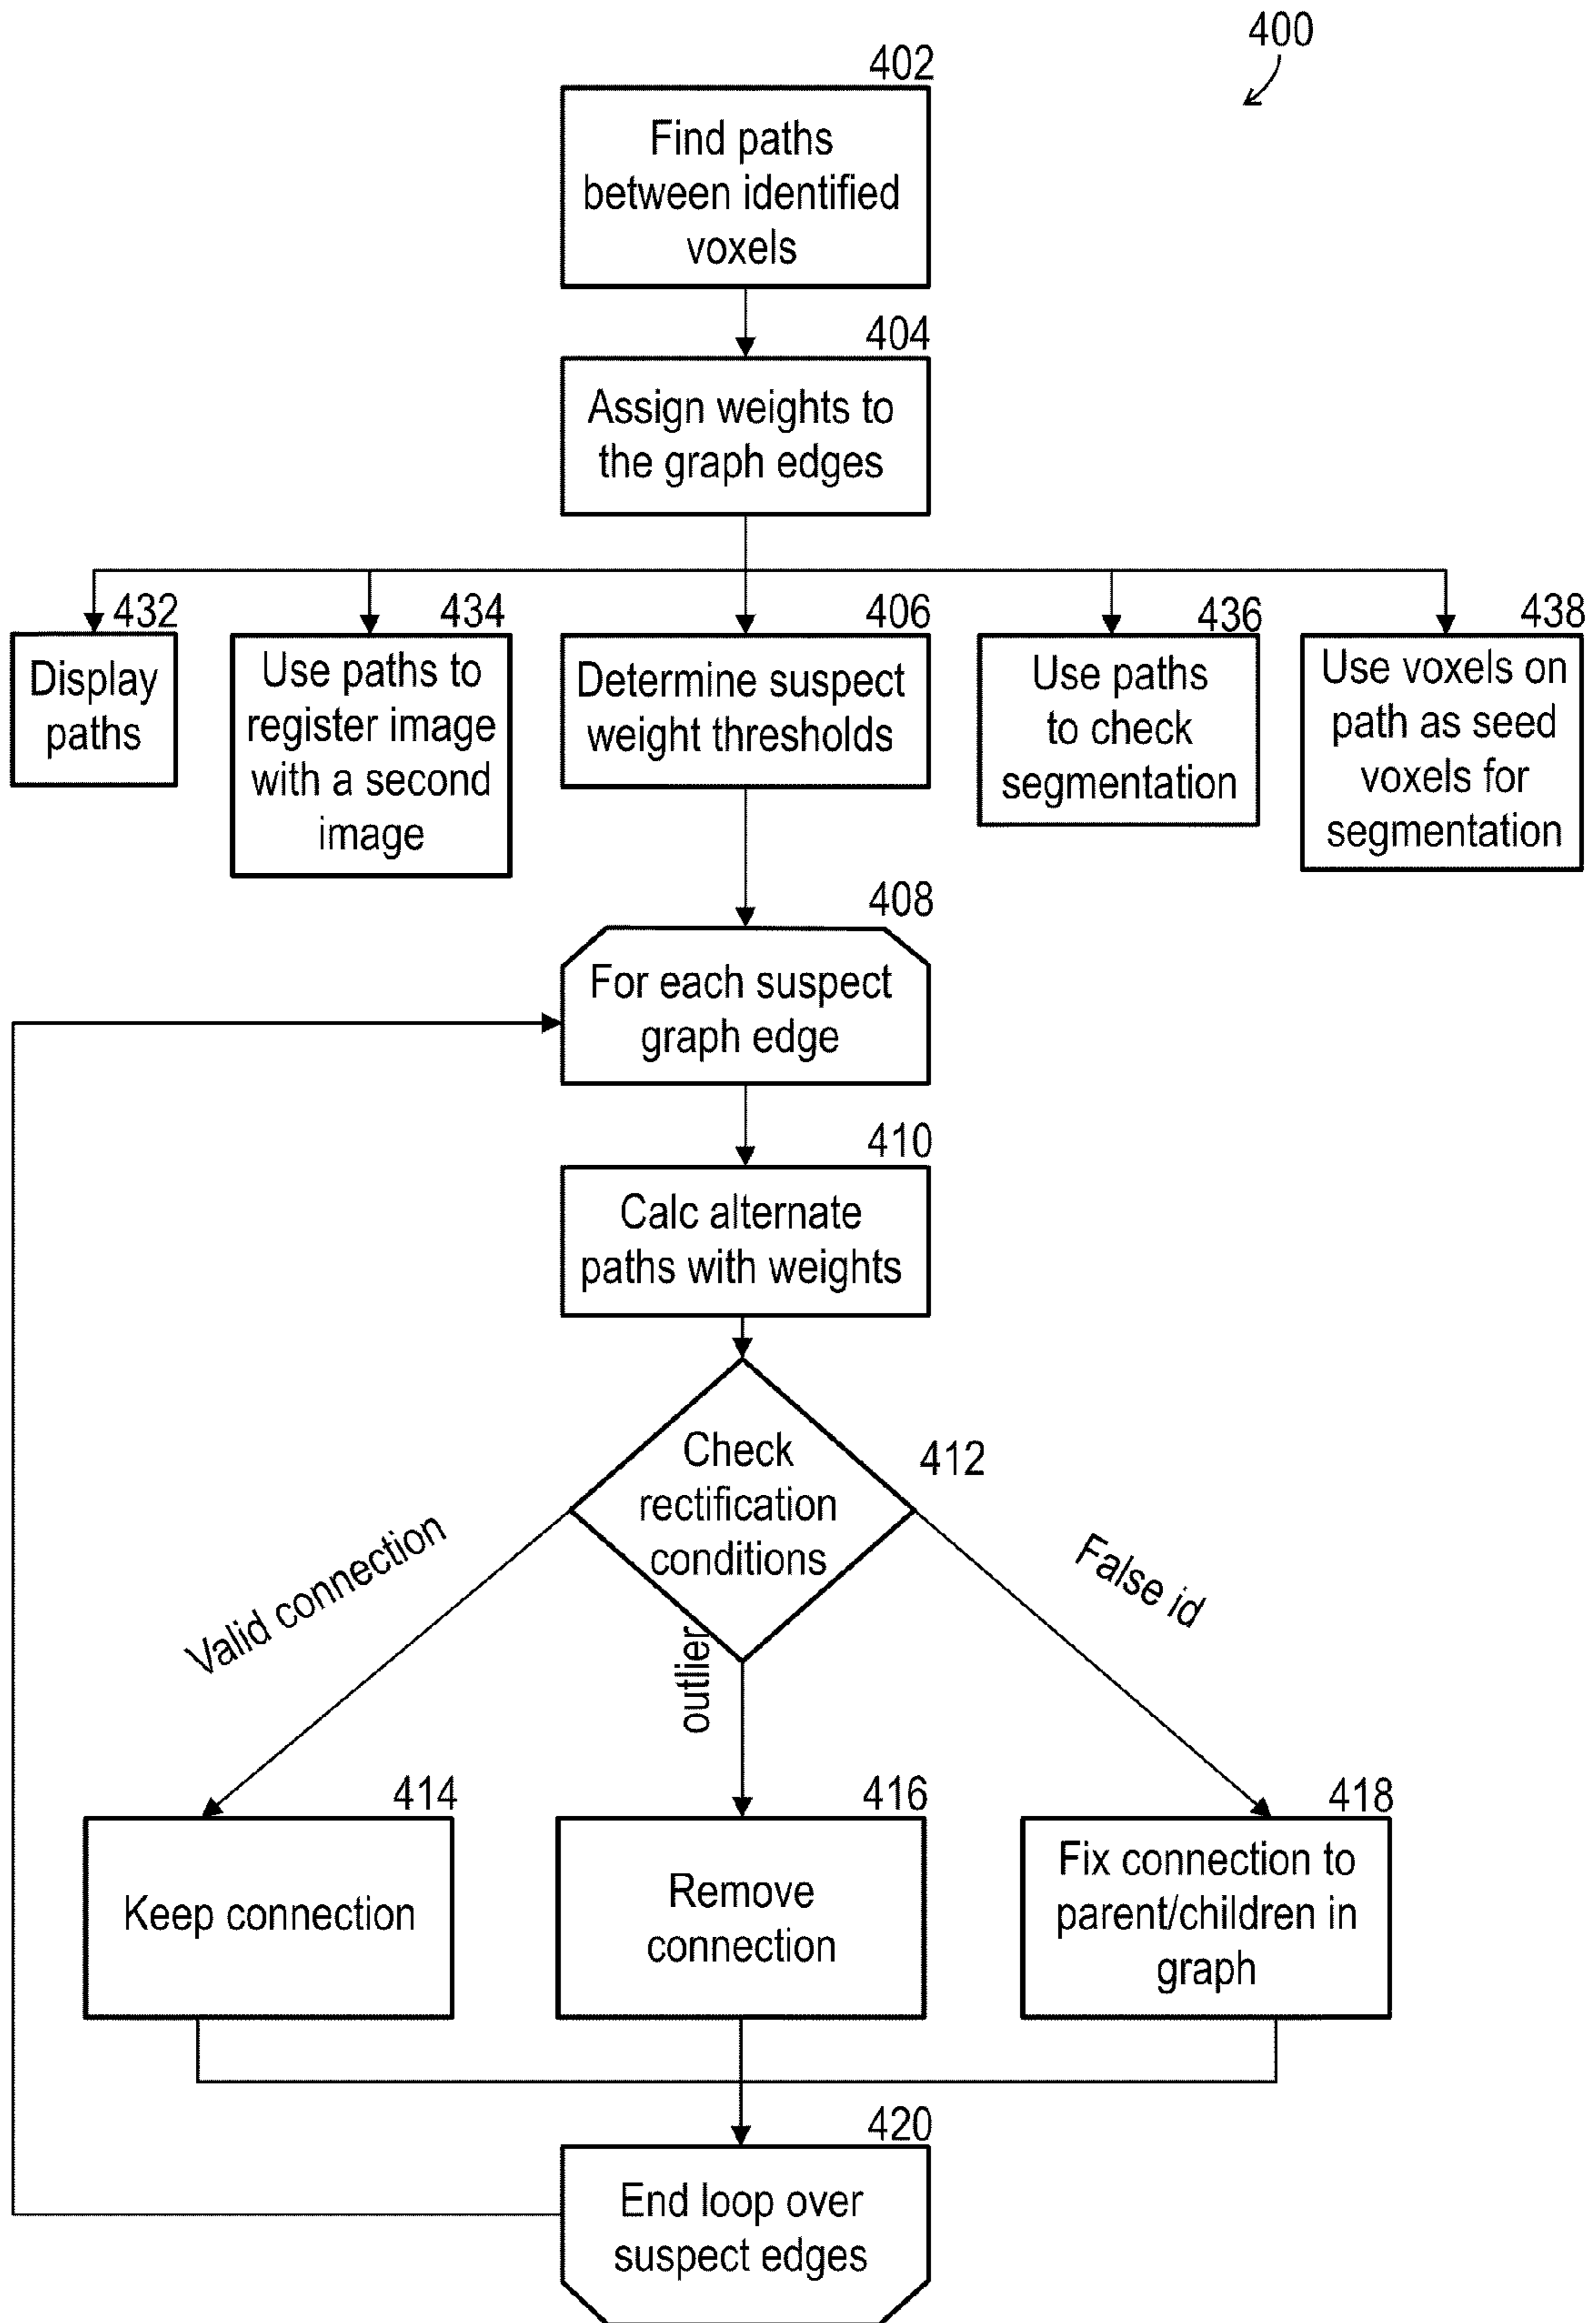 400
402
Find paths
between identified
voxels
404
Assign weights to
the graph edges
432
Display
paths
434
Use paths to
register image
with a second
image
406
Determine suspect
weight thresholds
436
Use paths
to check
segmentation
438
Use voxels on
path as seed
voxels for
segmentation
408
For each suspect
graph edge
410
Calc alternate
paths with weights
412
Check
rectification
conditions
Valid connection
outlier
False id
414
Keep connection
416
Remove
connection
418
Fix connection to
parent/children in
graph
420
End loop over
suspect edges